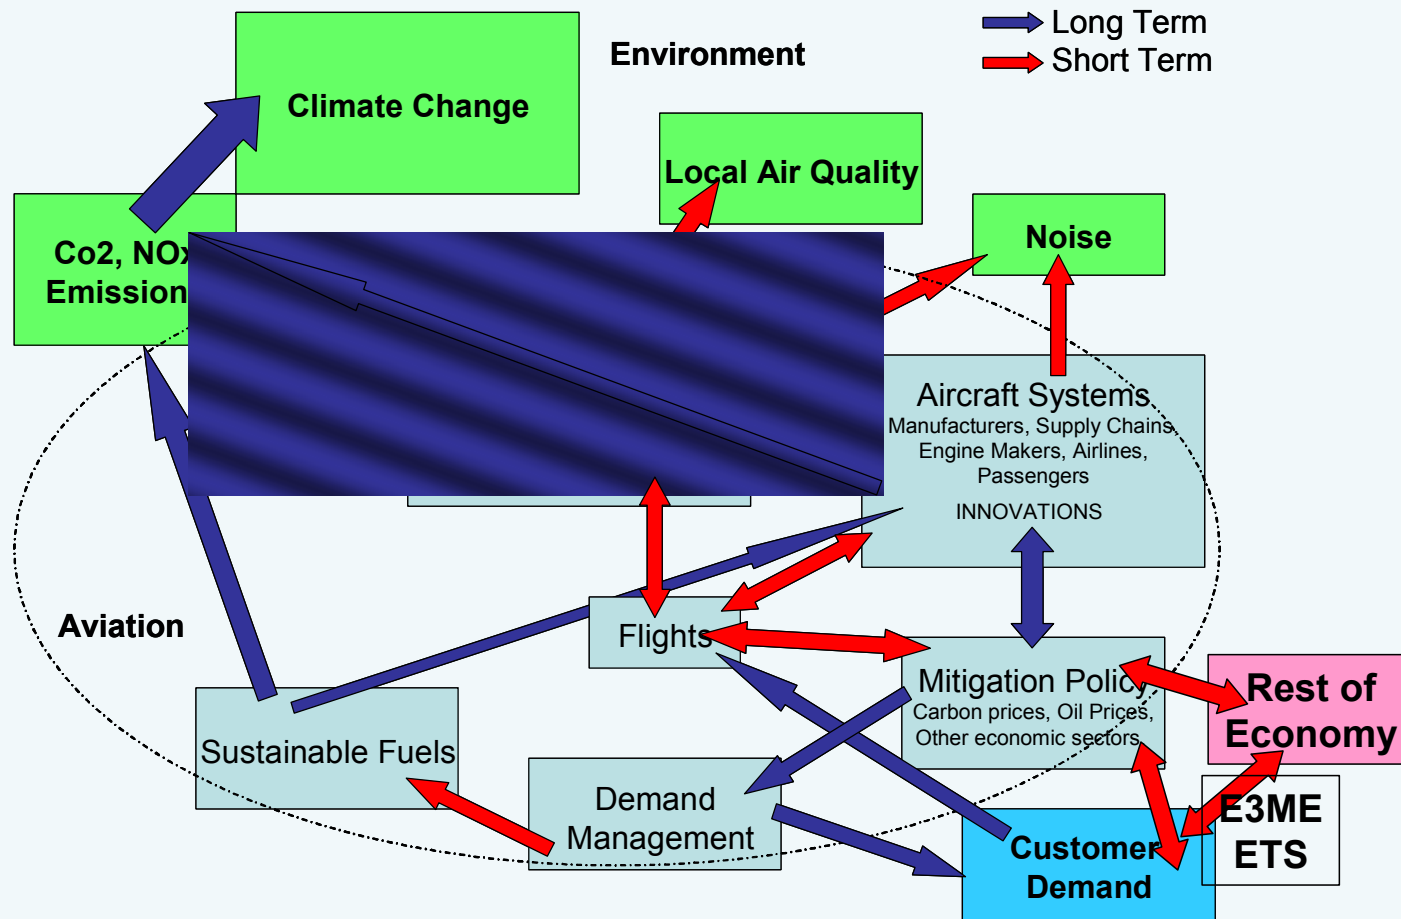 Long Term
Short Term
Environment
Climate Change
Local Air Quality
Noise
Co2, NOx
Emission
Aircraft Systems
Manufacturers, Supply Chains
Engine Makers, Airlines,
Passengers
INNOVATIONS
Aviation
Flights
Mitigation Policy
Carbon prices, Oil Prices,
Other economic sectors
Rest of
Economy
Sustainable Fuels
Demand
Management
Customer
Demand
E3ME
ETS